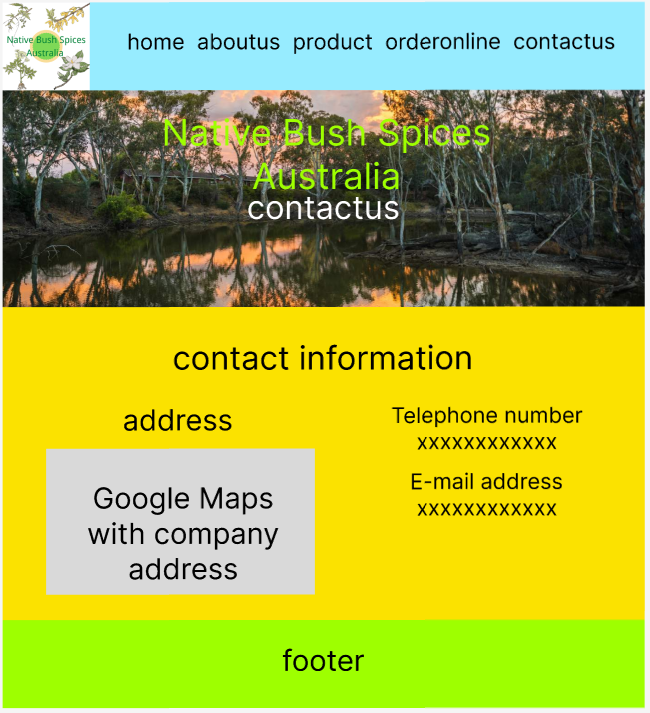 Native Bush Spices
Australia
home aboutus product orderonline contactus
Native Bush Spices
Australia
contactus
contact information
address
Telephone number
xxxxxxxxxxxx
E-mail address
xxxxxxxxxxxx
Google Maps
with company
address
footer